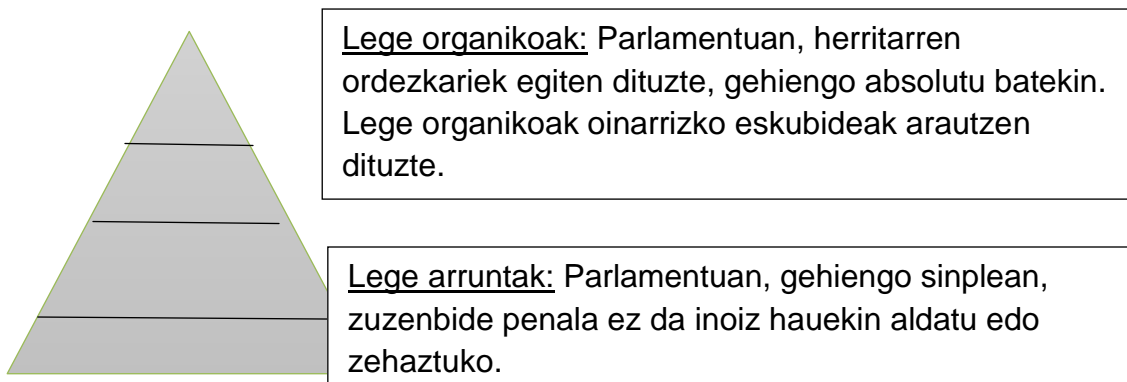 Lege organikoak: Parlamentuan, herritarren
ordezkariek egiten dituzte, gehiengo absolutu batekin.
Lege organikoak oinarrizko eskubideak arautzen
dituzte.
Lege arruntak: Parlamentuan, gehiengo sinplean,
zuzenbide penala ez da inoiz hauekin aldatu edo
zehaztuko.